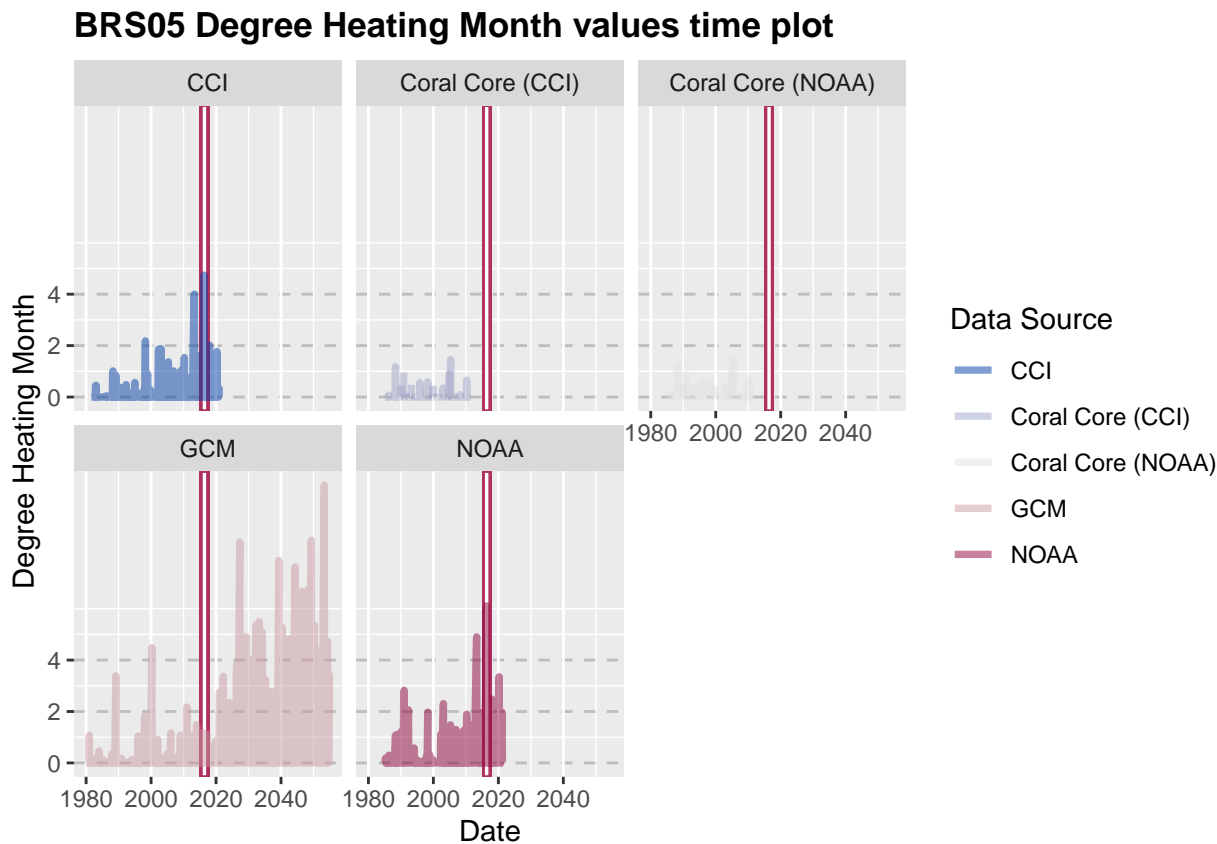 BRS05 Degree Heating Month values time plot
CCI
Coral Core (CCI)
Coral Core (NOAA)
4
2
0
1980 2000 2020 2040
GCM
NOAA
4
2
0
1980 2000 2020 2040
1980 2000 2020 2040
Degree Heating Month
Date
Data Source
CCI
Coral Core (CCI)
Coral Core (NOAA)
GCM
NOAA